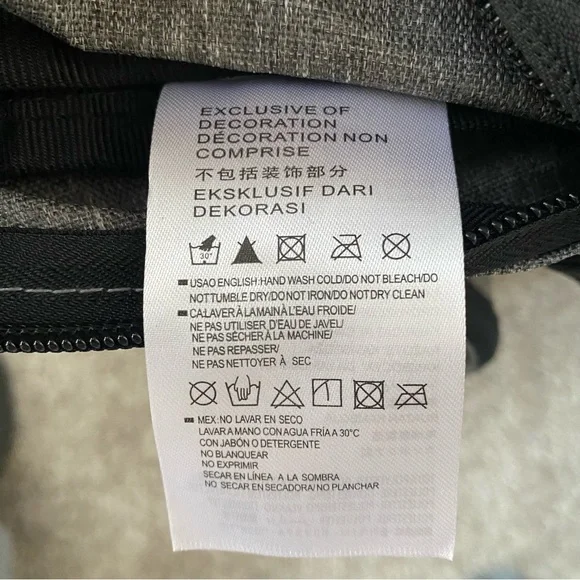 EXCLUSIVE OF
DECORATION
DÉCORATION NON
COMPRISE
不包括装饰部分
EKSKLUSIF DARI
DEKORASI
30°
USAO ENGLISH:HAND WASH COLD/DO NOT BLEACH/DO
NOT TUMBLE DRY/DO NOT IRON/DO NOT DRY CLEAN
CA:LAVER À LA MAIN À L'EAU FROIDE/
NE PAS UTILISER D'EAU DE JAVEL/
NE PAS SÉCHER À LA MACHINE/
NE PAS REPASSER/
NE PAS NETTOYER À SEC
MEX:NO LAVAR EN SECO
LAVAR A MANO CON AGUA FRÍA A 30°C
CON JABÓN O DETERGENTE
NO BLANQUEAR
NO EXPRIMIR
SECAR EN LÍNEA A LA SOMBRA
NO SECAR EN SECADORA/NO PLANCHAR